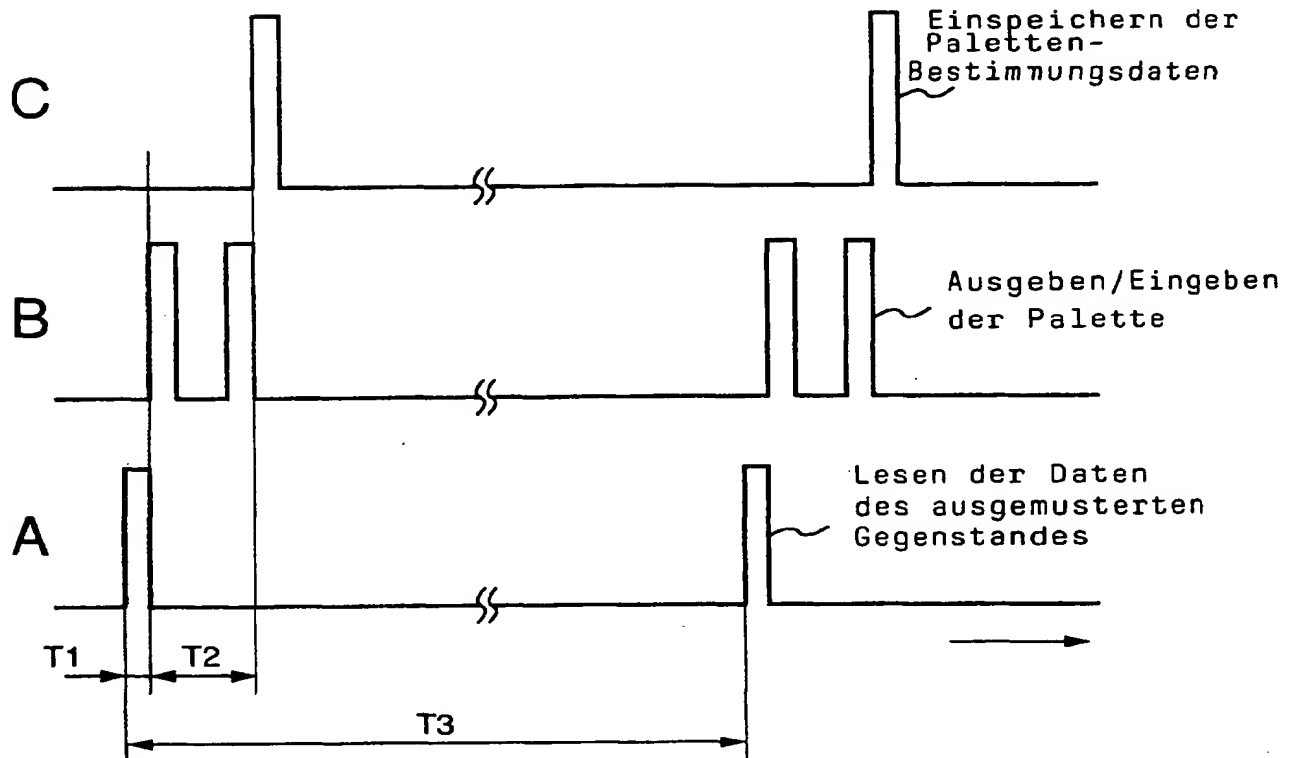 C
Einspeichern der
Paletten-
Bestimmungsdaten
B
Ausgeben/Eingeben
der Palette
A
Lesen der Daten
des ausgemusterten
Gegenstandes
T1
T2
T3